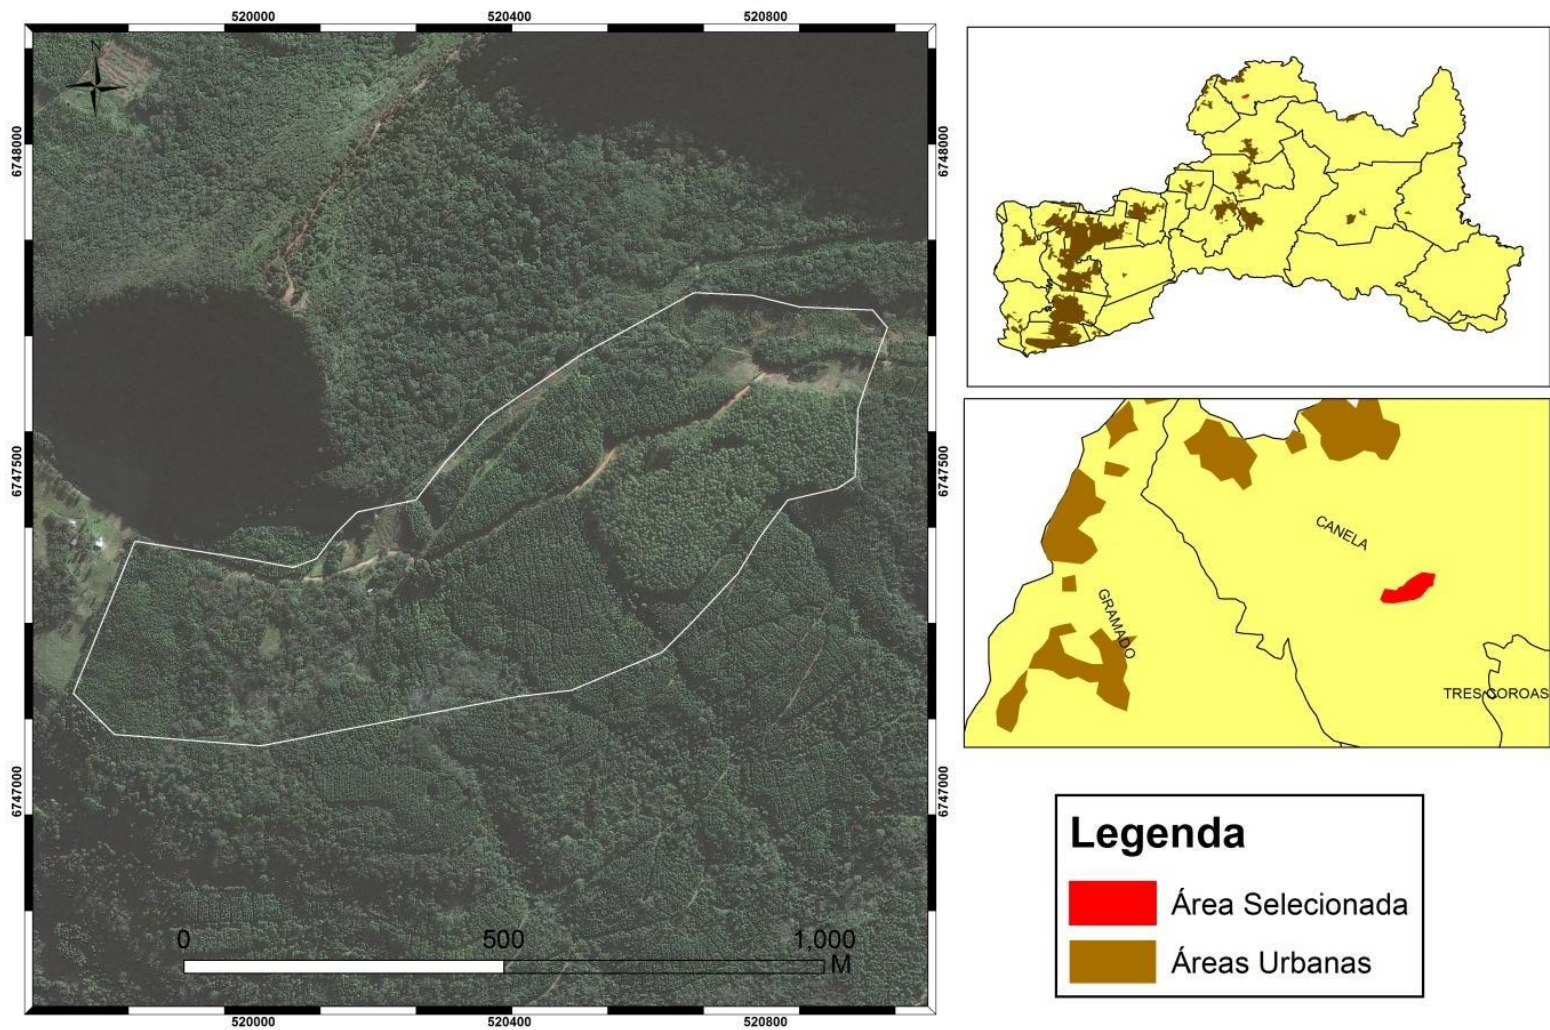 520000
520400
520800
N
6748000
6748000
6747500
6747500
6747000
6747000
0
500
1,000
M
520000
520400
520800
CANELA
GRAMADO
TRES COROAS
Legenda
Área Selecionada
Áreas Urbanas